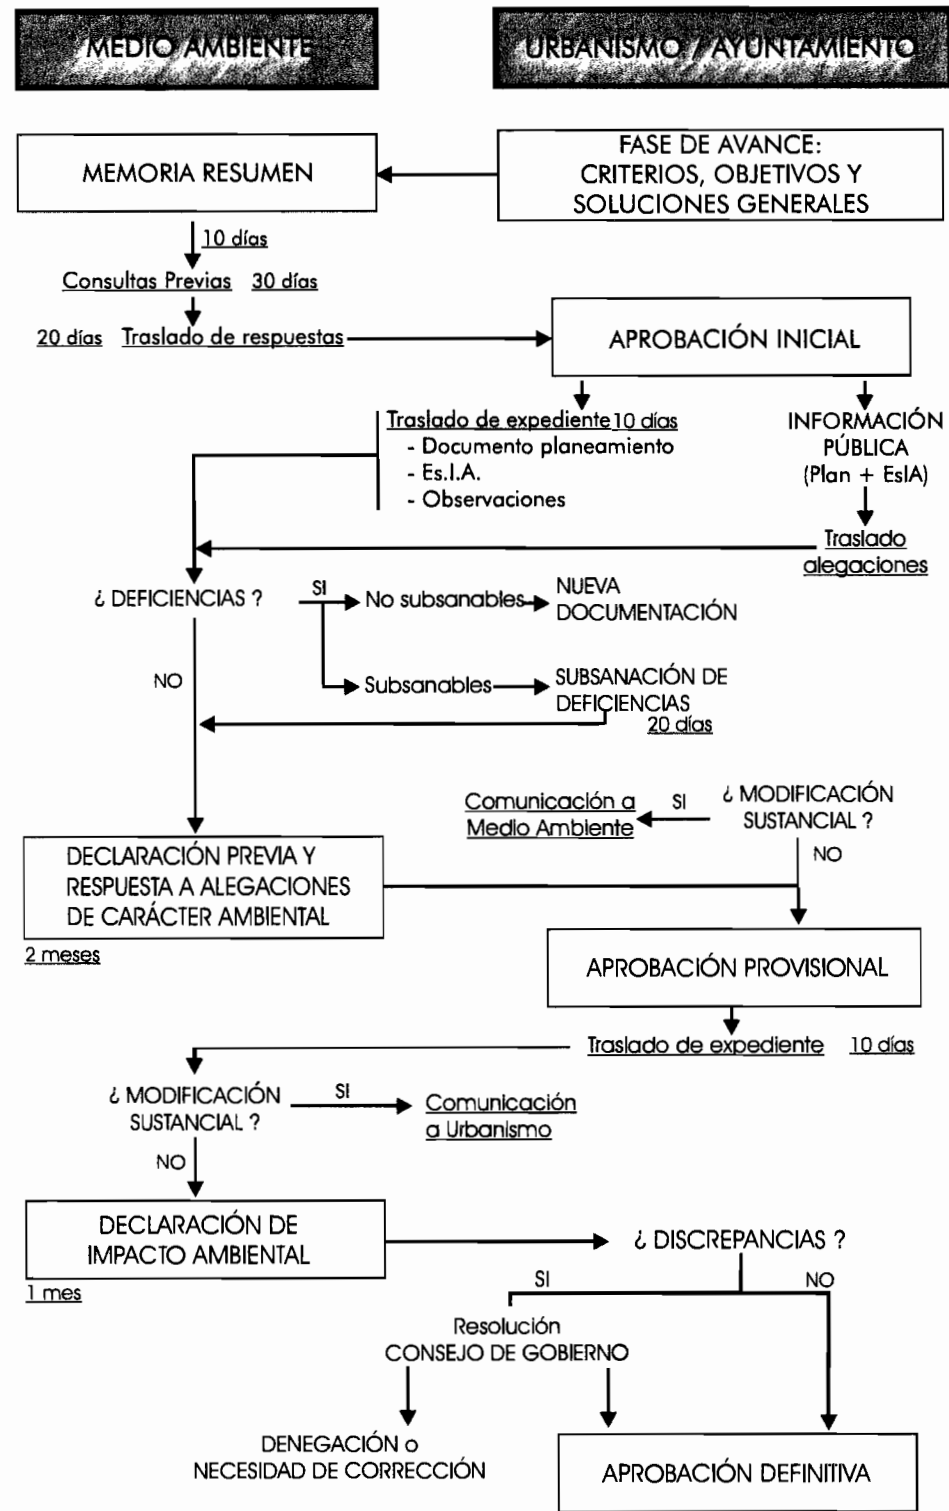 MEDIO AMBIENTE
URBANISMO / AYUNTAMIENTO
MEMORIA RESUMEN
FASE DE AVANCE:
CRITERIOS, OBJETIVOS Y
SOLUCIONES GENERALES
10 días
Consultas Previas 30 días
20 días Traslado de respuestas
APROBACIÓN INICIAL
Traslado de expediente 10 días
- Documento planeamiento
- Es.I.A.
- Observaciones
INFORMACIÓN
PÚBLICA
(Plan + EsIA)
Traslado
alegaciones
¿ DEFICIENCIAS ?
SI
No subsanables
NUEVA
DOCUMENTACIÓN
NO
Subsanables
SUBSANACIÓN DE
DEFICIENCIAS
20 días
Comunicación a
Medio Ambiente
SI
¿ MODIFICACIÓN
SUSTANCIAL ?
NO
DECLARACIÓN PREVIA Y
RESPUESTA A ALEGACIONES
DE CARÁCTER AMBIENTAL
2 meses
APROBACIÓN PROVISIONAL
Traslado de expediente 10 días
¿ MODIFICACIÓN
SUSTANCIAL ?
SI
Comunicación
a Urbanismo
NO
DECLARACIÓN DE
IMPACTO AMBIENTAL
1 mes
¿ DISCREPANCIAS ?
SI
NO
Resolución
CONSEJO DE GOBIERNO
DENEGACIÓN o
NECESIDAD DE CORRECCIÓN
APROBACIÓN DEFINITIVA